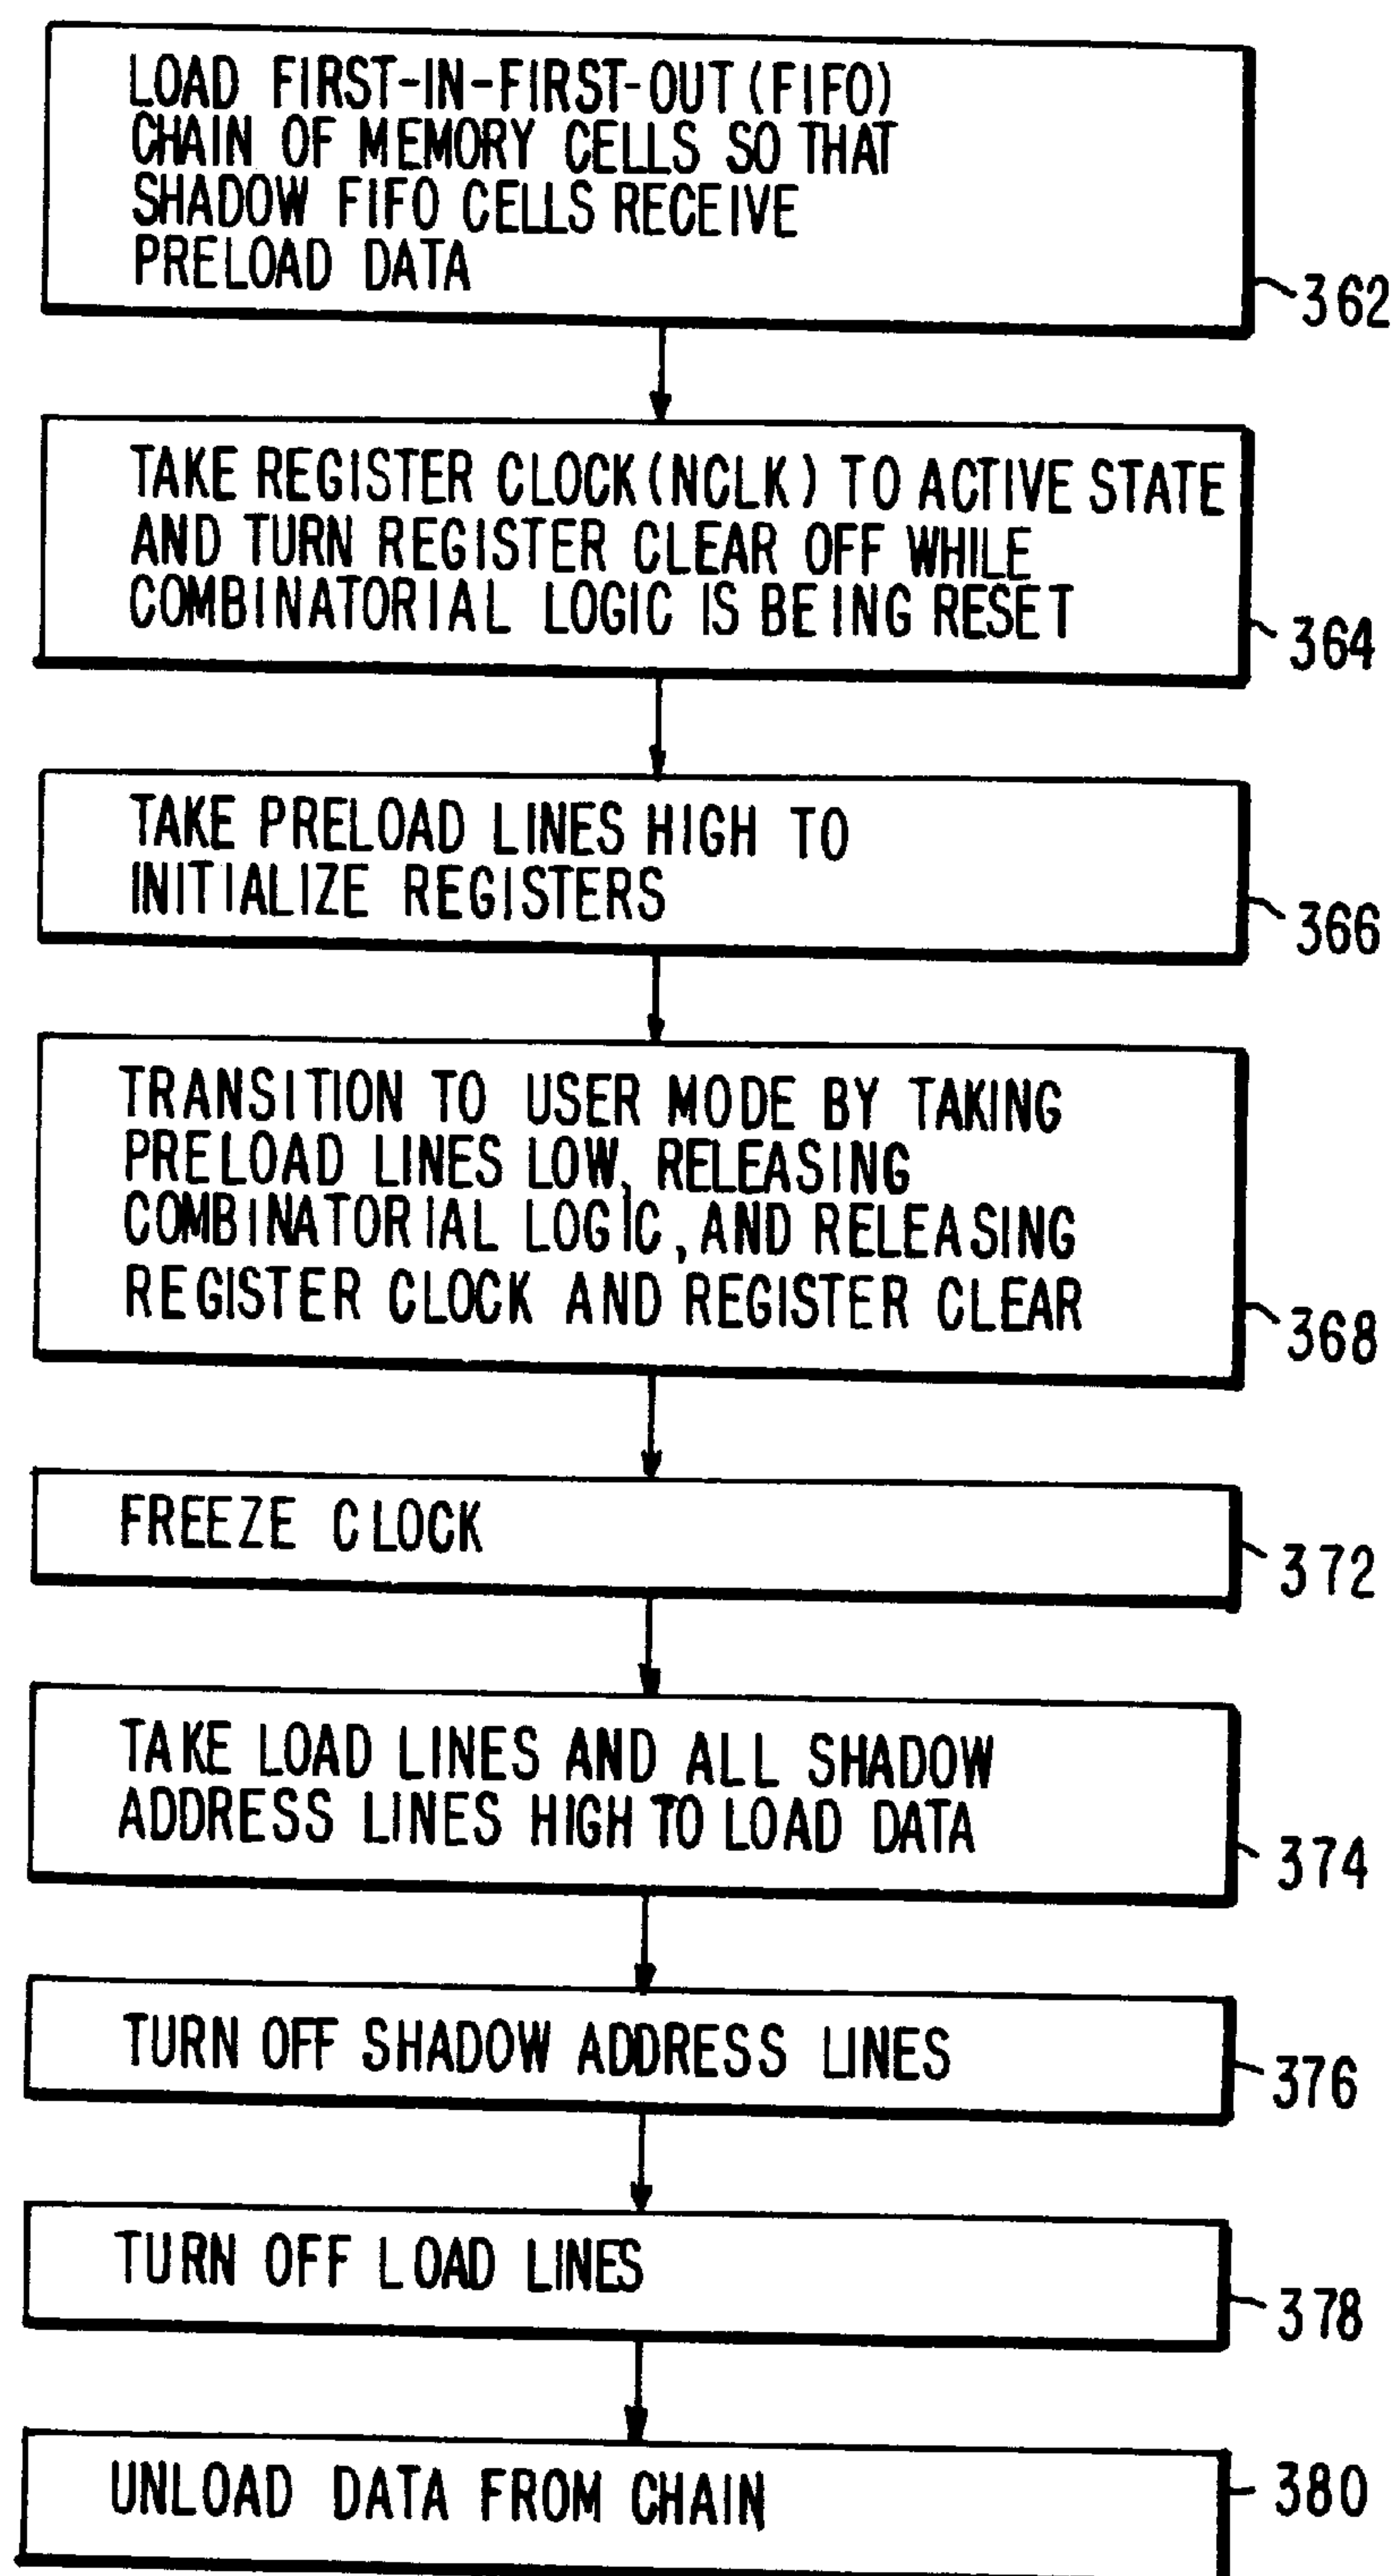 LOAD FIRST-IN-FIRST-OUT (FIFO)
CHAIN OF MEMORY CELLS SO THAT
SHADOW FIFO CELLS RECEIVE
PRELOAD DATA
362
TAKE REGISTER CLOCK (NCLK) TO ACTIVE STATE
AND TURN REGISTER CLEAR OFF WHILE
COMBINATORIAL LOGIC IS BEING RESET
364
TAKE PRELOAD LINES HIGH TO
INITIALIZE REGISTERS
366
TRANSITION TO USER MODE BY TAKING
PRELOAD LINES LOW, RELEASING
COMBINATORIAL LOGIC, AND RELEASING
REGISTER CLOCK AND REGISTER CLEAR
368
FREEZE CLOCK
372
TAKE LOAD LINES AND ALL SHADOW
ADDRESS LINES HIGH TO LOAD DATA
374
TURN OFF SHADOW ADDRESS LINES
376
TURN OFF LOAD LINES
378
UNLOAD DATA FROM CHAIN
380